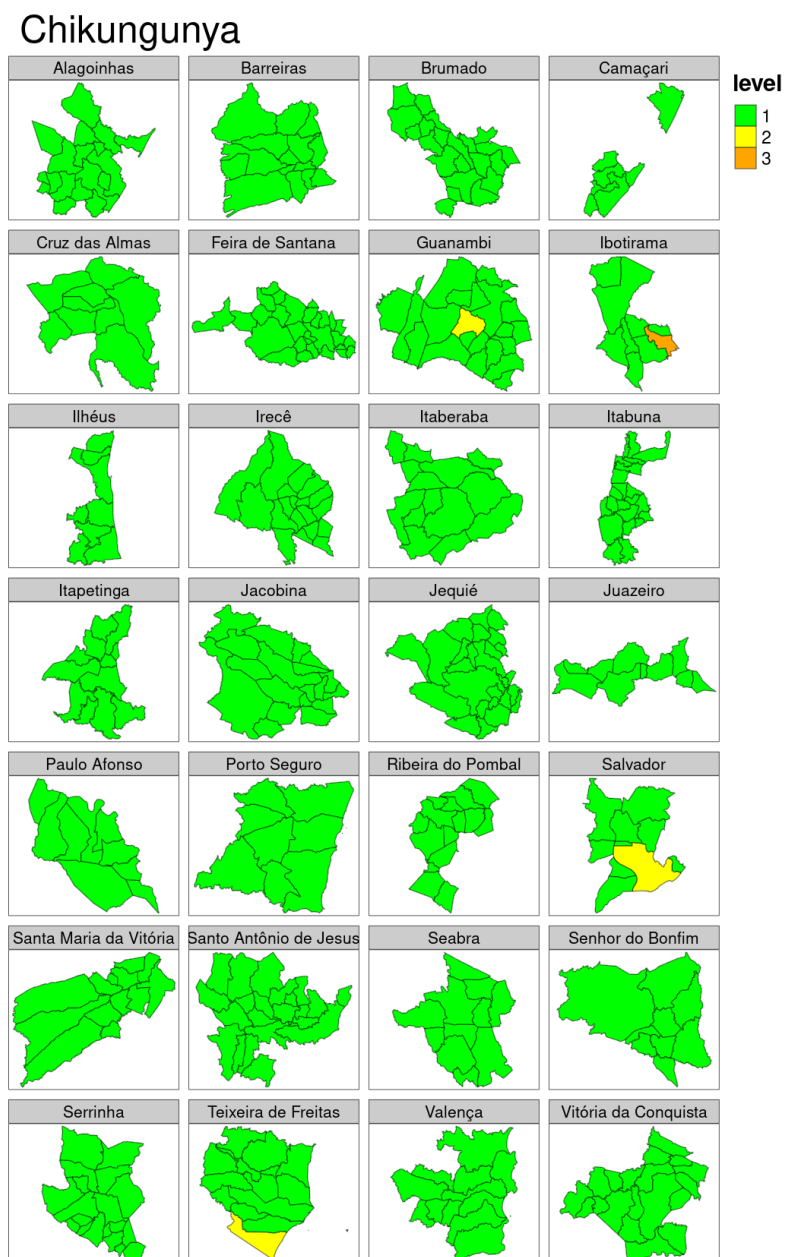 Chikungunya
Alagoinhas
Barreiras
Brumado
Camaçari
level
1
2
3
Cruz das Almas
Feira de Santana
Guanambi
Ibotirama
Ilhéus
Irecê
Itaberaba
Itabuna
Itapetinga
Jacobina
Jequié
Juazeiro
Paulo Afonso
Porto Seguro
Ribeira do Pombal
Salvador
Santa Maria da Vitória
Santo Antônio de Jesus
Seabra
Senhor do Bonfim
Serrinha
Teixeira de Freitas
Valença
Vitória da Conquista